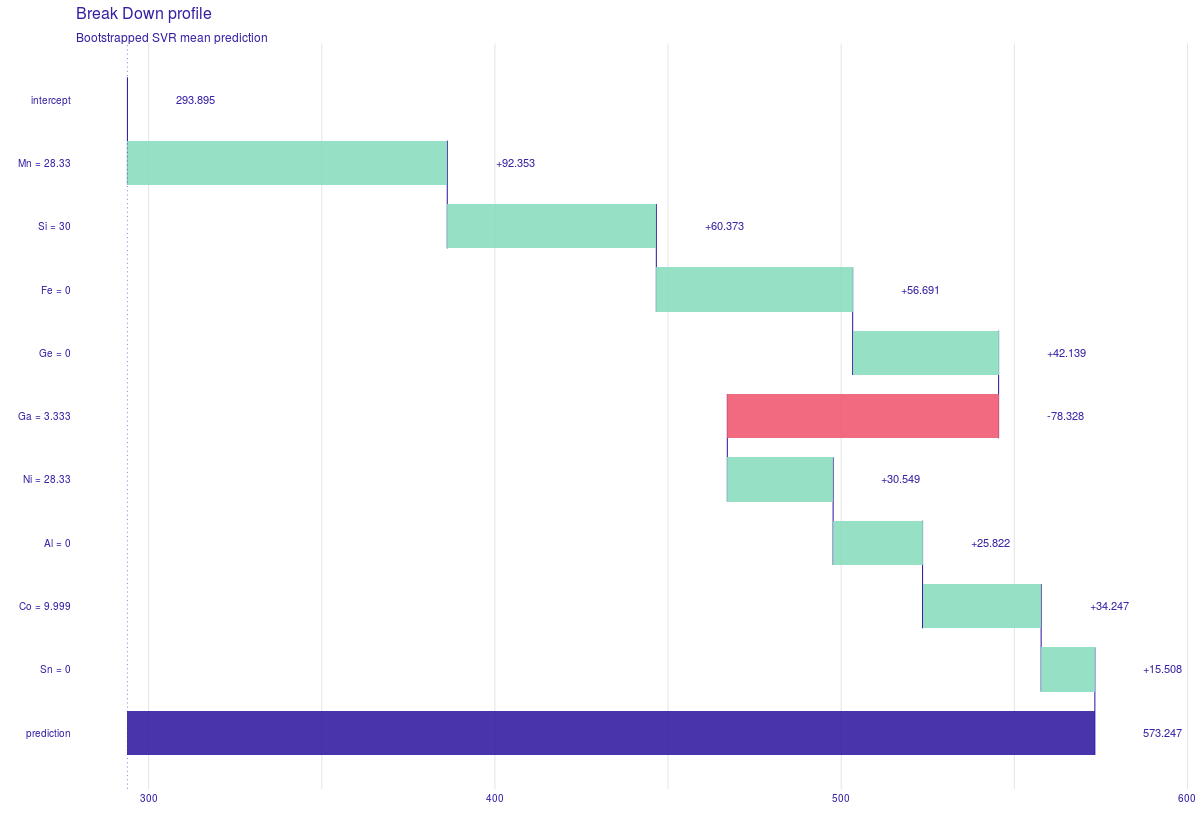 Break Down profile
Bootstrapped SVR mean prediction
intercept 293.895
Mn = 28.33 +92.353
Si = 30 +60.373
Fe = 0 +56.691
Ge = 0 +42.139
Ga = 3.333 -78.328
Ni = 28.33 +30.549
Al = 0 +25.822
Co = 9.999 +34.247
Sn = 0 +15.508
prediction 573.247
300 400 500 600